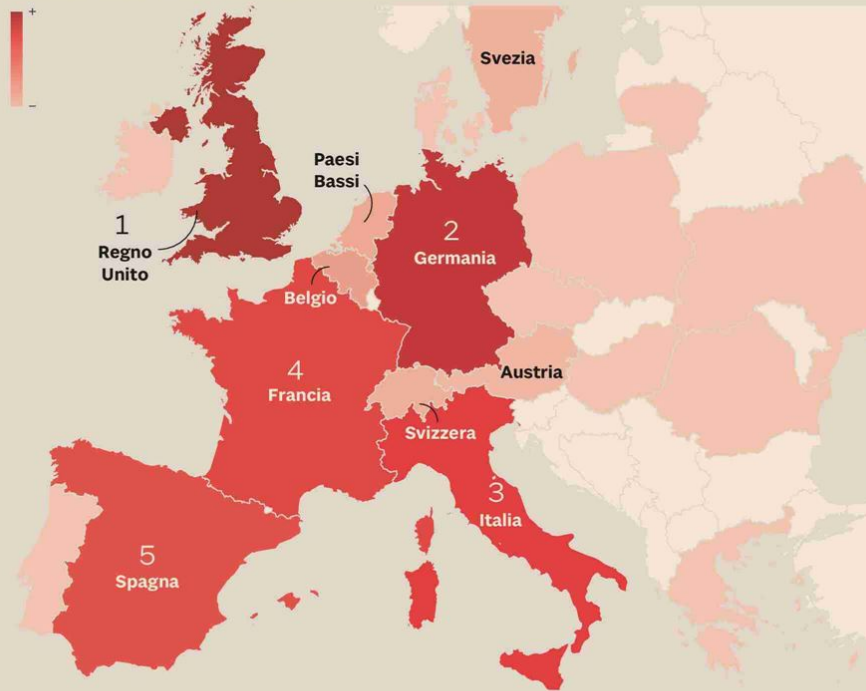 +
−
Svezia
Paesi
Bassi
1
Regno
Unito
2
Germania
Belgio
4
Francia
Austria
Svizzera
3
Italia
5
Spagna